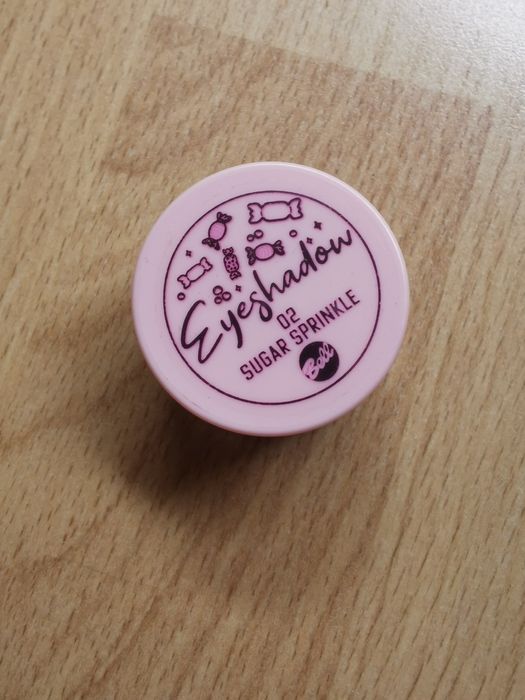 Eyeshadow
02
SUGAR SPRINKLE
Bell